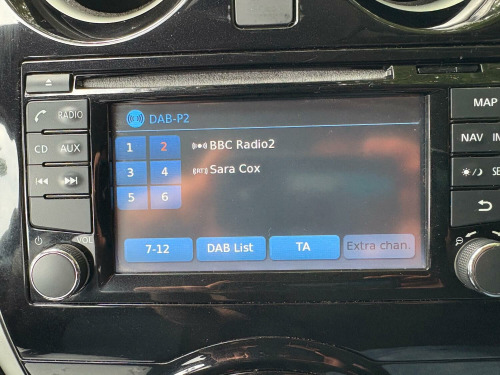 DAB-P2
MAP
RADIO
1 2 BBC Radio2
CD AUX
NAV
3 4 RT Sara Cox
5 6
VOL
7-12 DAB List TA Extra chan.